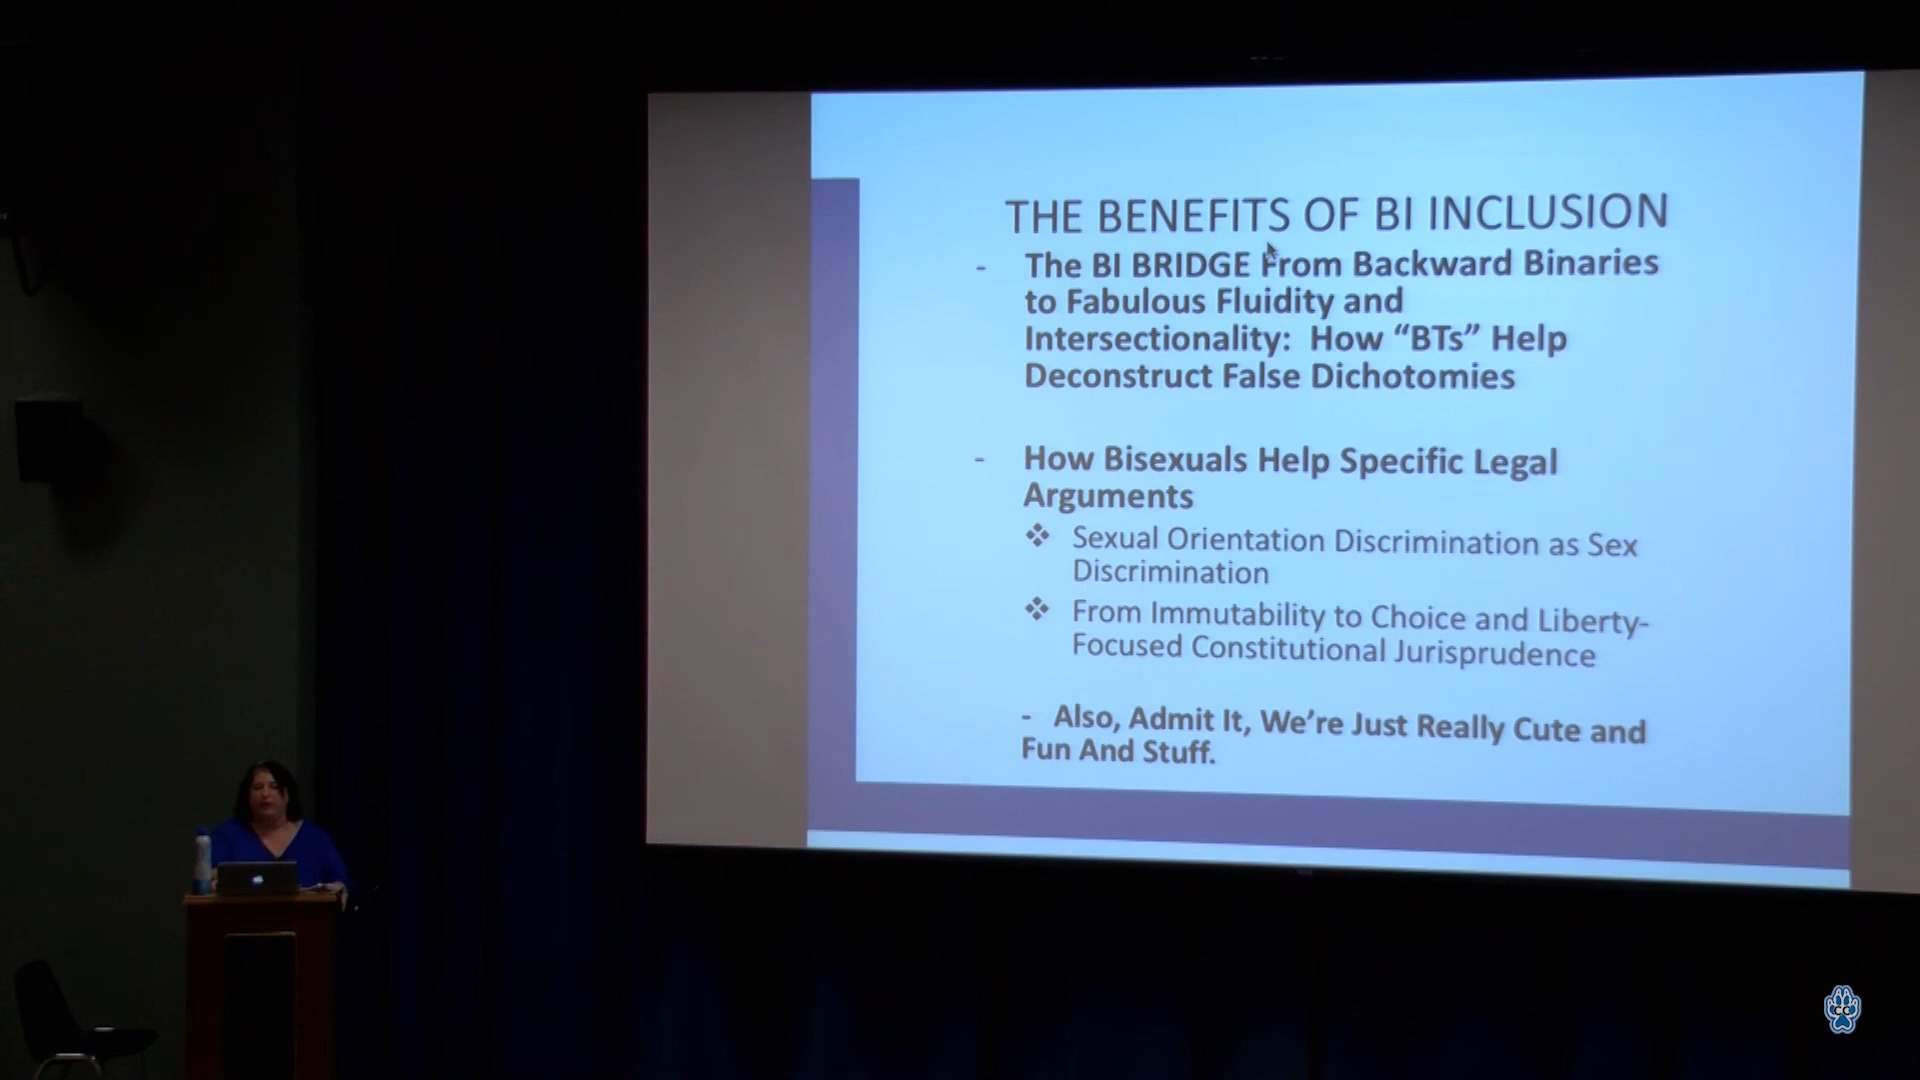 THE BENEFITS OF BI INCLUSION
- The BI BRIDGE From Backward Binaries
to Fabulous Fluidity and
Intersectionality: How “BTs” Help
Deconstruct False Dichotomies
- How Bisexuals Help Specific Legal
Arguments
❖ Sexual Orientation Discrimination as Sex
Discrimination
❖ From Immutability to Choice and Liberty-
Focused Constitutional Jurisprudence
- Also, Admit It, We’re Just Really Cute and
Fun And Stuff.
CC